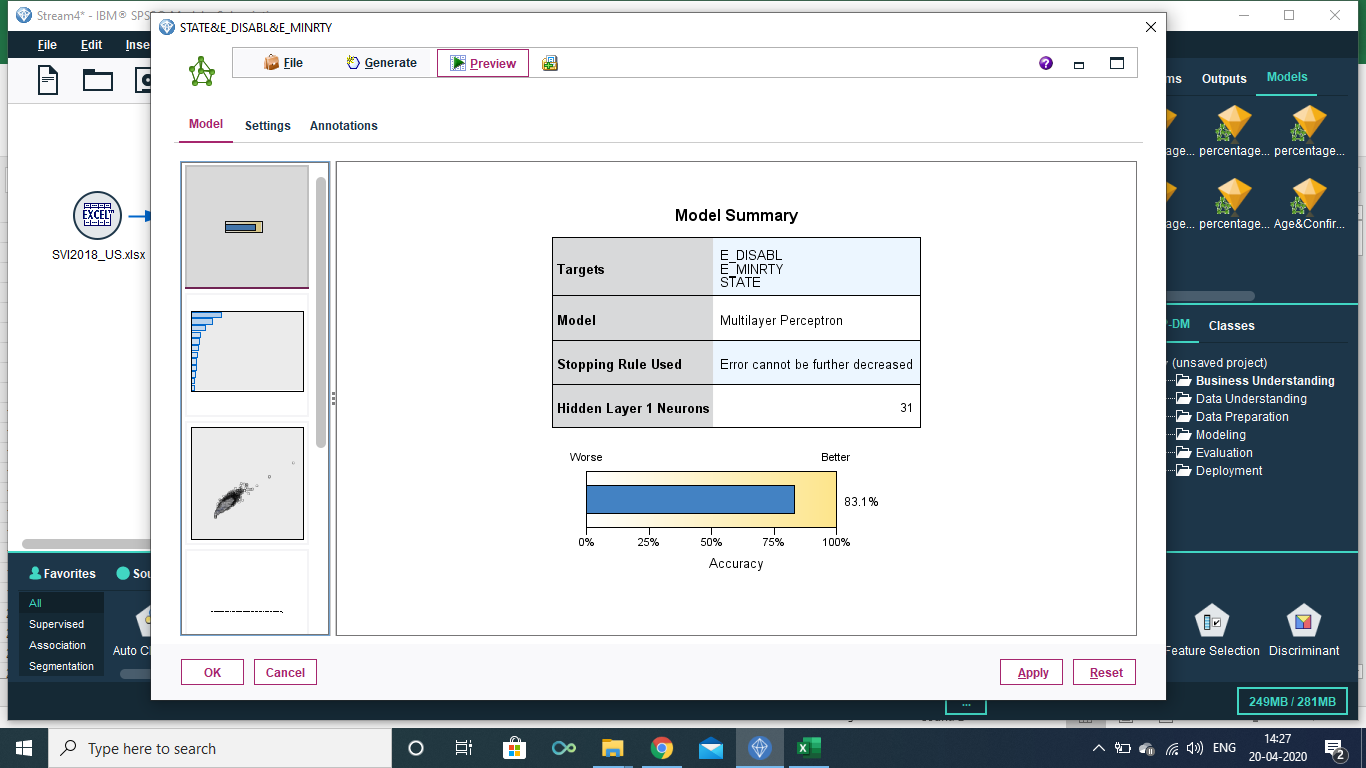 Stream4* - IBM® SPS
STATE&E_DISABL&E_MINRTY
File
Edit
Inse
File
Generate
Preview
?
ms
Outputs
Models
Model
Settings
Annotations
age...
percentage...
percentage...
age...
percentage...
Age&Confir...
EXCEL™
SVI2018_US.xlsx
Model Summary
Targets
E_DISABL
E_MINRTY
STATE
Model
Multilayer Perceptron
Stopping Rule Used
Error cannot be further decreased
Hidden Layer 1 Neurons
31
Worse
Better
83.1%
0%
25%
50%
75%
100%
Accuracy
-DM
Classes
(unsaved project)
Business Understanding
Data Understanding
Data Preparation
Modeling
Evaluation
Deployment
Favorites
Sou
All
Supervised
Association
Segmentation
Auto Cl
Feature Selection
Discriminant
OK
Cancel
Apply
Reset
...
249MB / 281MB
Type here to search
ENG
14:27
20-04-2020
2